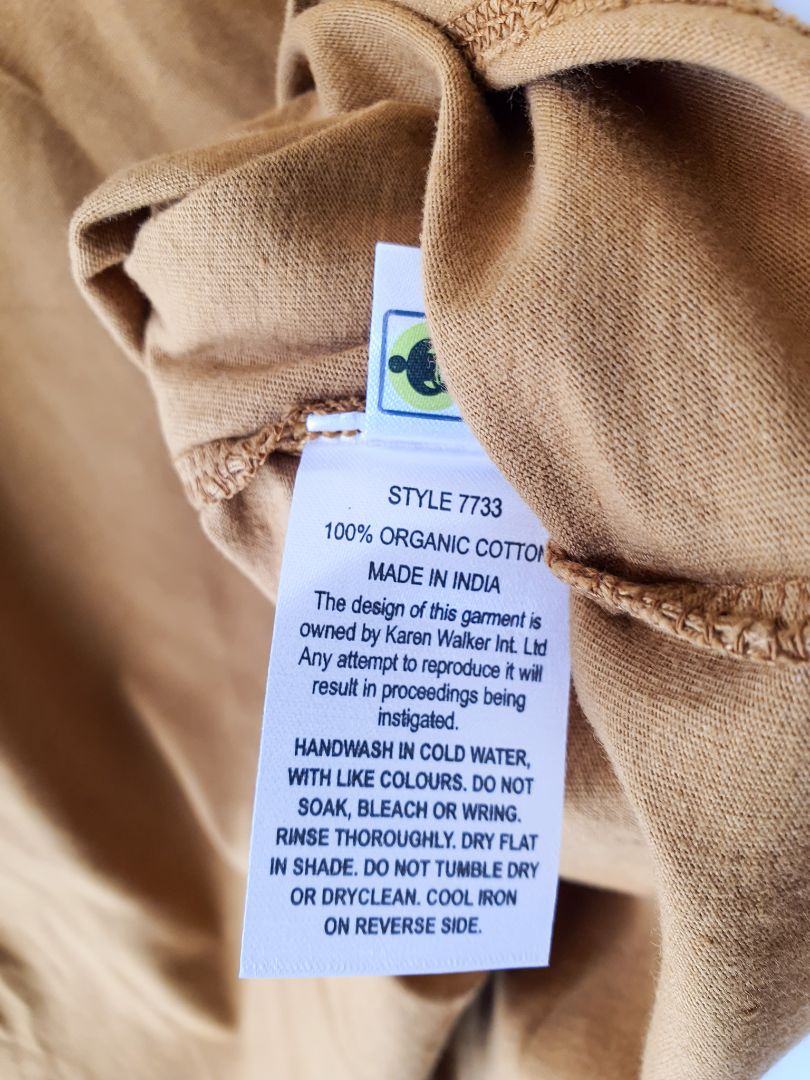 STYLE 7733
100% ORGANIC COTTON
MADE IN INDIA
The design of this garment is
owned by Karen Walker Int. Ltd
Any attempt to reproduce it will
result in proceedings being
instigated.
HANDWASH IN COLD WATER,
WITH LIKE COLOURS. DO NOT
SOAK, BLEACH OR WRING.
RINSE THOROUGHLY. DRY FLAT
IN SHADE. DO NOT TUMBLE DRY
OR DRYCLEAN. COOL IRON
ON REVERSE SIDE.